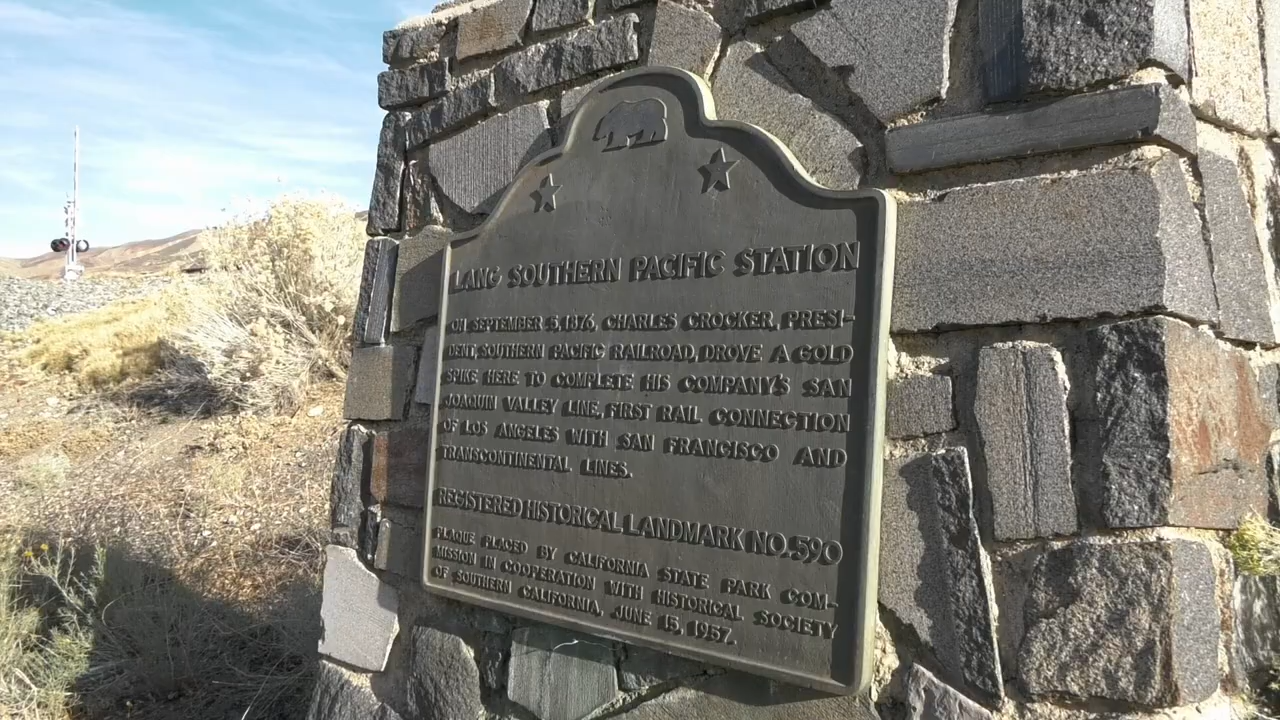 LANG SOUTHERN PACIFIC STATION
ON SEPTEMBER 5, 1876, CHARLES CROCKER, PRESI-
DENT, SOUTHERN PACIFIC RAILROAD, DROVE A GOLD
SPIKE HERE TO COMPLETE HIS COMPANY'S SAN
JOAQUIN VALLEY LINE, FIRST RAIL CONNECTION
OF LOS ANGELES WITH SAN FRANCISCO AND
TRANSCONTINENTAL LINES.
REGISTERED HISTORICAL LANDMARK NO. 590
PLAQUE PLACED BY CALIFORNIA STATE PARK COM-
MISSION IN COOPERATION WITH HISTORICAL SOCIETY
OF SOUTHERN CALIFORNIA, JUNE 15, 1957.